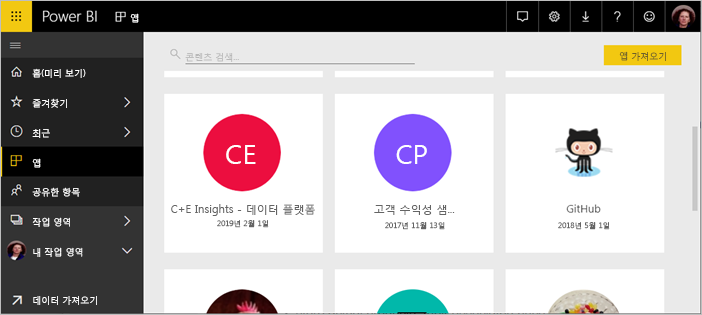 Power BI
앱
콘텐츠 검색...
앱 가져오기
홈(미리 보기)
즐겨찾기
최근
앱
공유한 항목
작업 영역
내 작업 영역
데이터 가져오기
CE
C+E Insights - 데이터 플랫폼
2019년 2월 1일
CP
고객 수익성 샘...
2017년 11월 13일
GitHub
2018년 5월 1일